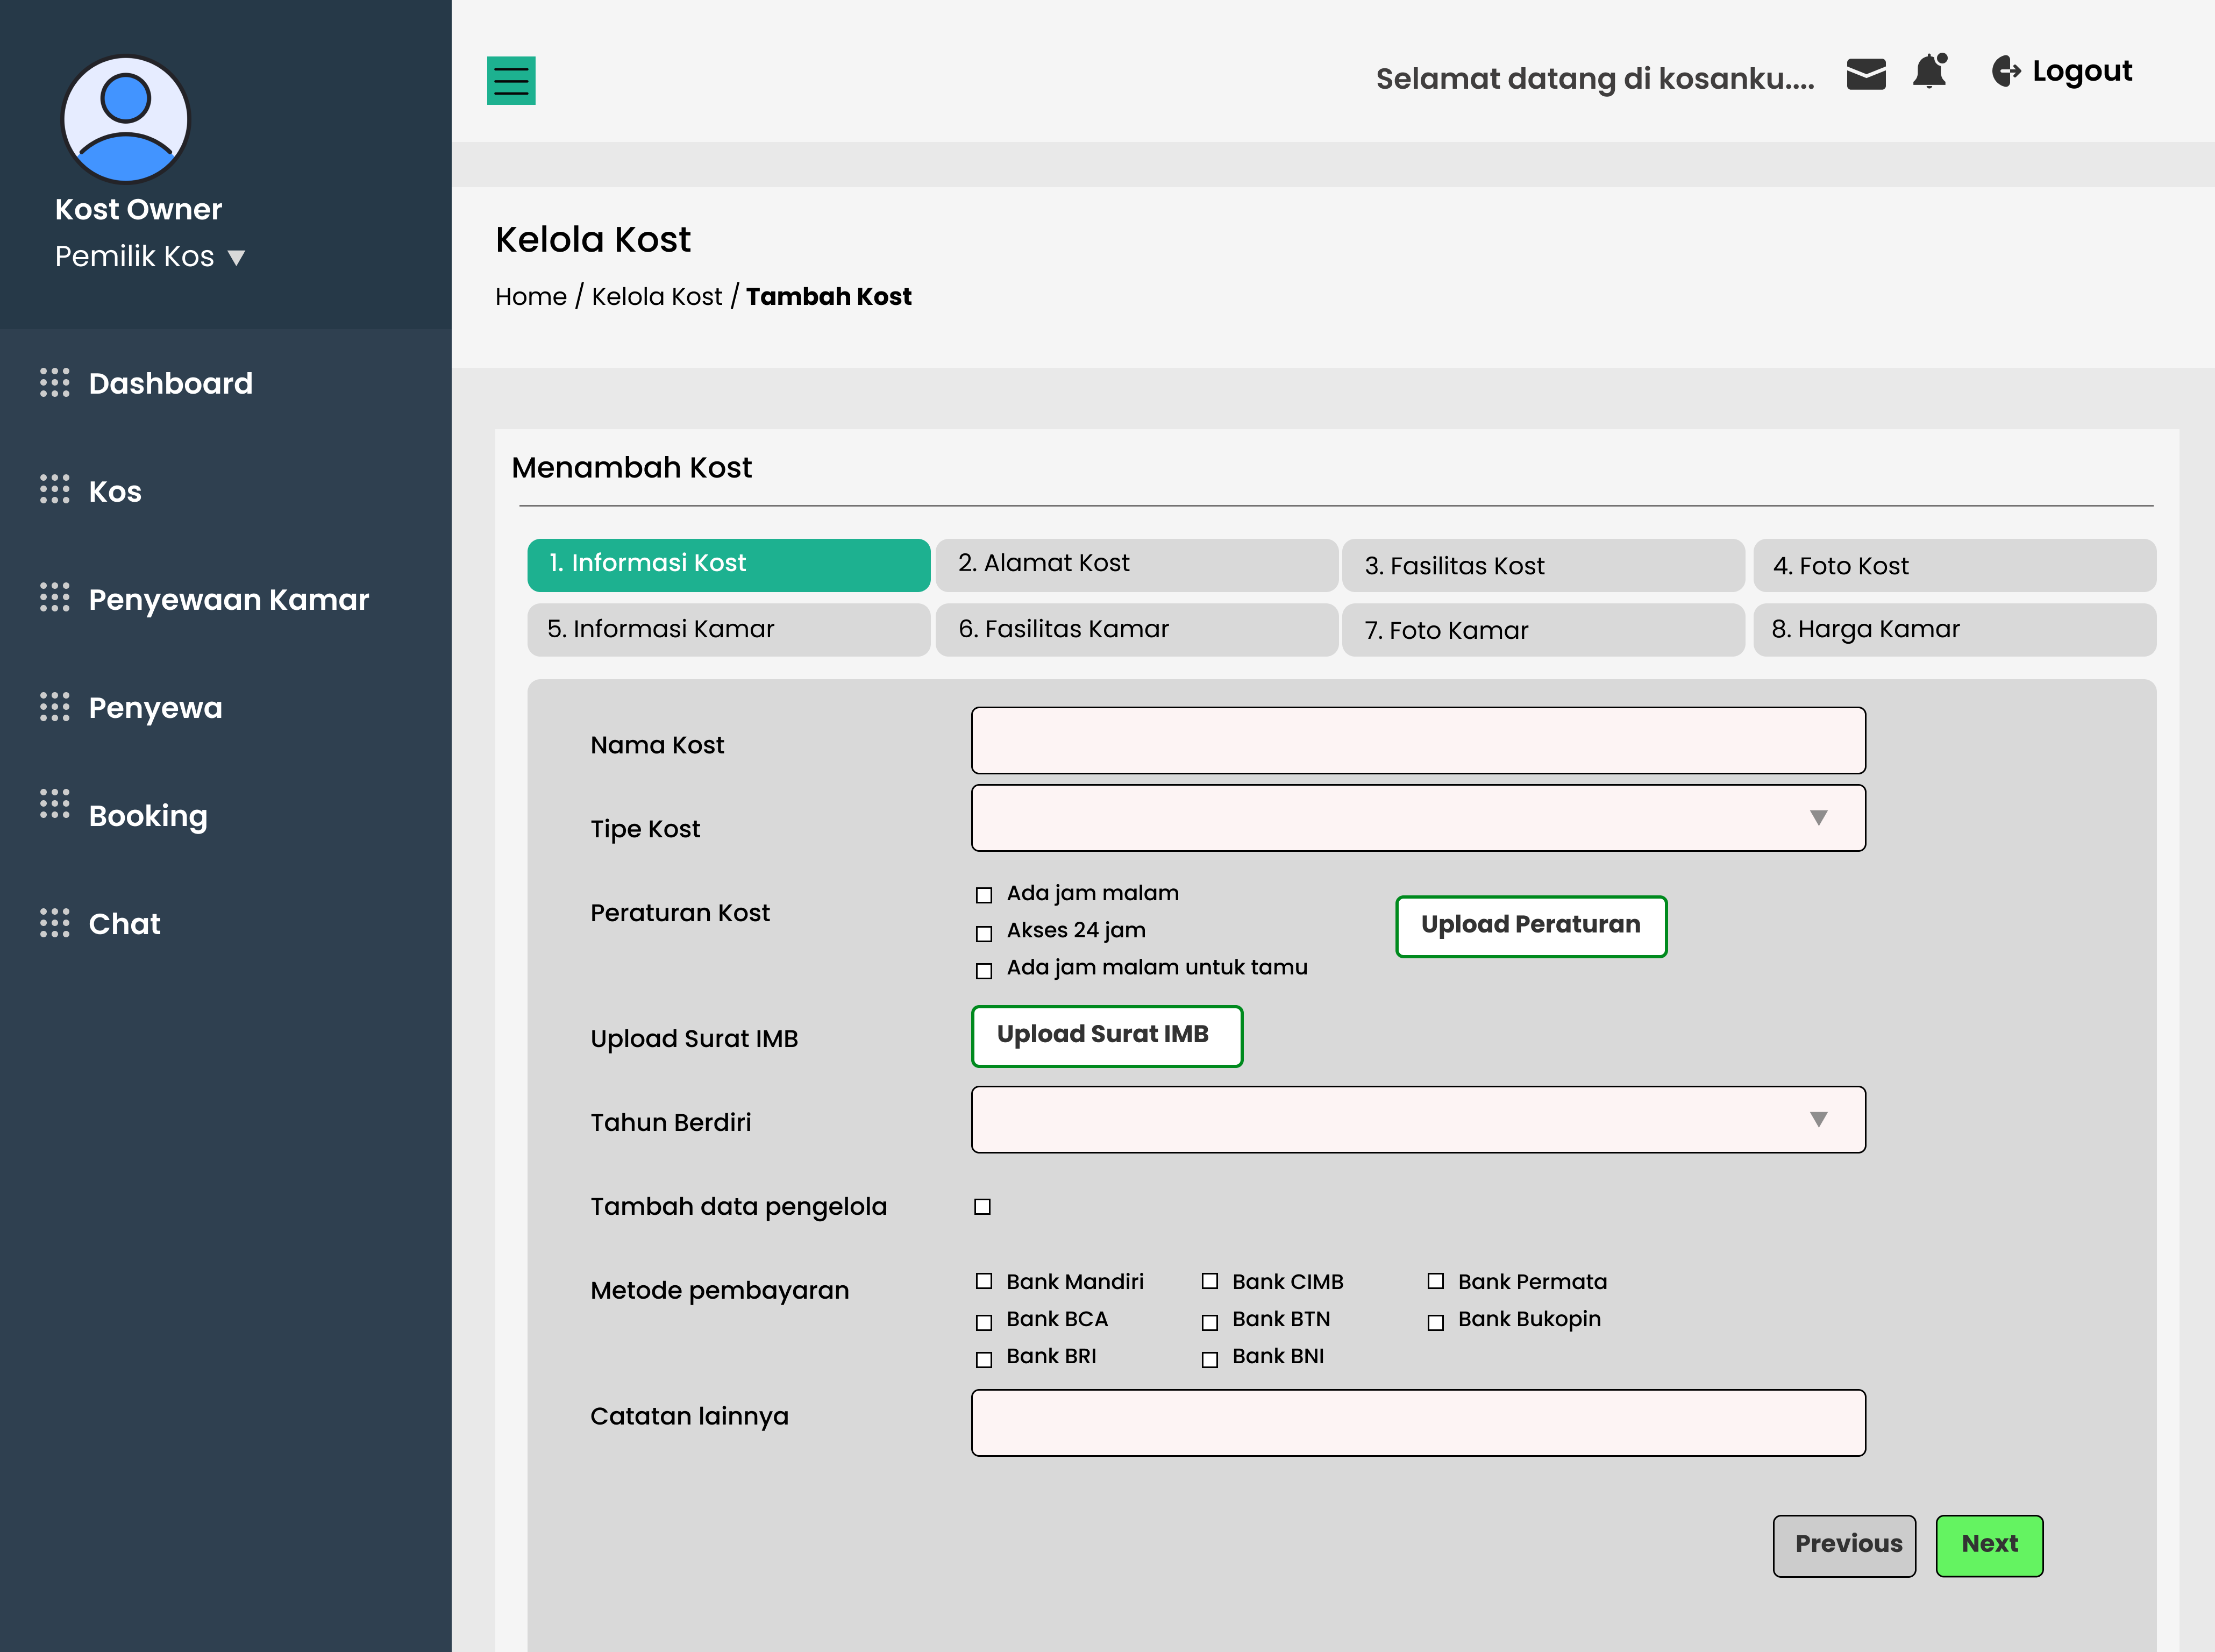 Kost Owner
Pemilik Kos
Dashboard
Kos
Penyewaan Kamar
Penyewa
Booking
Chat
Selamat datang di kosanku....
Logout
Kelola Kost
Home / Kelola Kost / Tambah Kost
Menambah Kost
1. Informasi Kost
2. Alamat Kost
3. Fasilitas Kost
4. Foto Kost
5. Informasi Kamar
6. Fasilitas Kamar
7. Foto Kamar
8. Harga Kamar
Nama Kost
Tipe Kost
Peraturan Kost
Ada jam malam
Akses 24 jam
Ada jam malam untuk tamu
Upload Peraturan
Upload Surat IMB
Upload Surat IMB
Tahun Berdiri
Tambah data pengelola
Metode pembayaran
Bank Mandiri
Bank CIMB
Bank Permata
Bank BCA
Bank BTN
Bank Bukopin
Bank BRI
Bank BNI
Catatan lainnya
Previous
Next